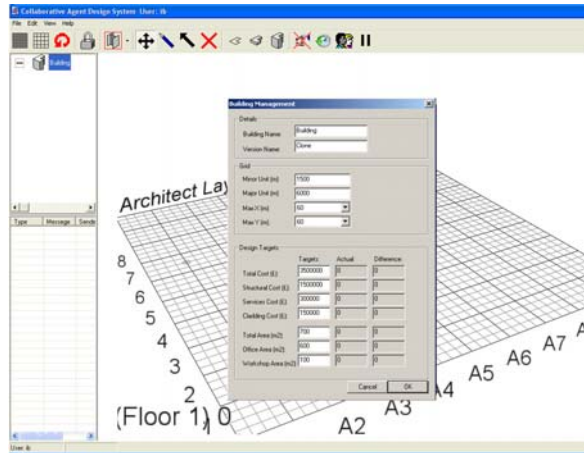 Collaborative Agent Design System User: ib
File Edit View Help
Building
Type Message Sende
Architect Lay
8
7
6
5
4
3
2
(Floor 1) 0
A2
A3
A4
A5
A6
A7
Building Management
Details
Building Name: Building
Version Name: Clone
Grid
Minor Unit (m) 1500
Major Unit (m) 6000
Max X (m) 60
Max Y (m) 60
Design Targets
Targets Actual Difference
Total Cost (£) 3500000 0 0
Structural Cost (£) 1500000 0 0
Services Cost (£) 300000 0 0
Cladding Cost (£) 150000 0 0
Total Area (m2) 700 0 0
Office Area (m2) 600 0 0
Workshop Area (m2) 100 0 0
Cancel OK
User: ib